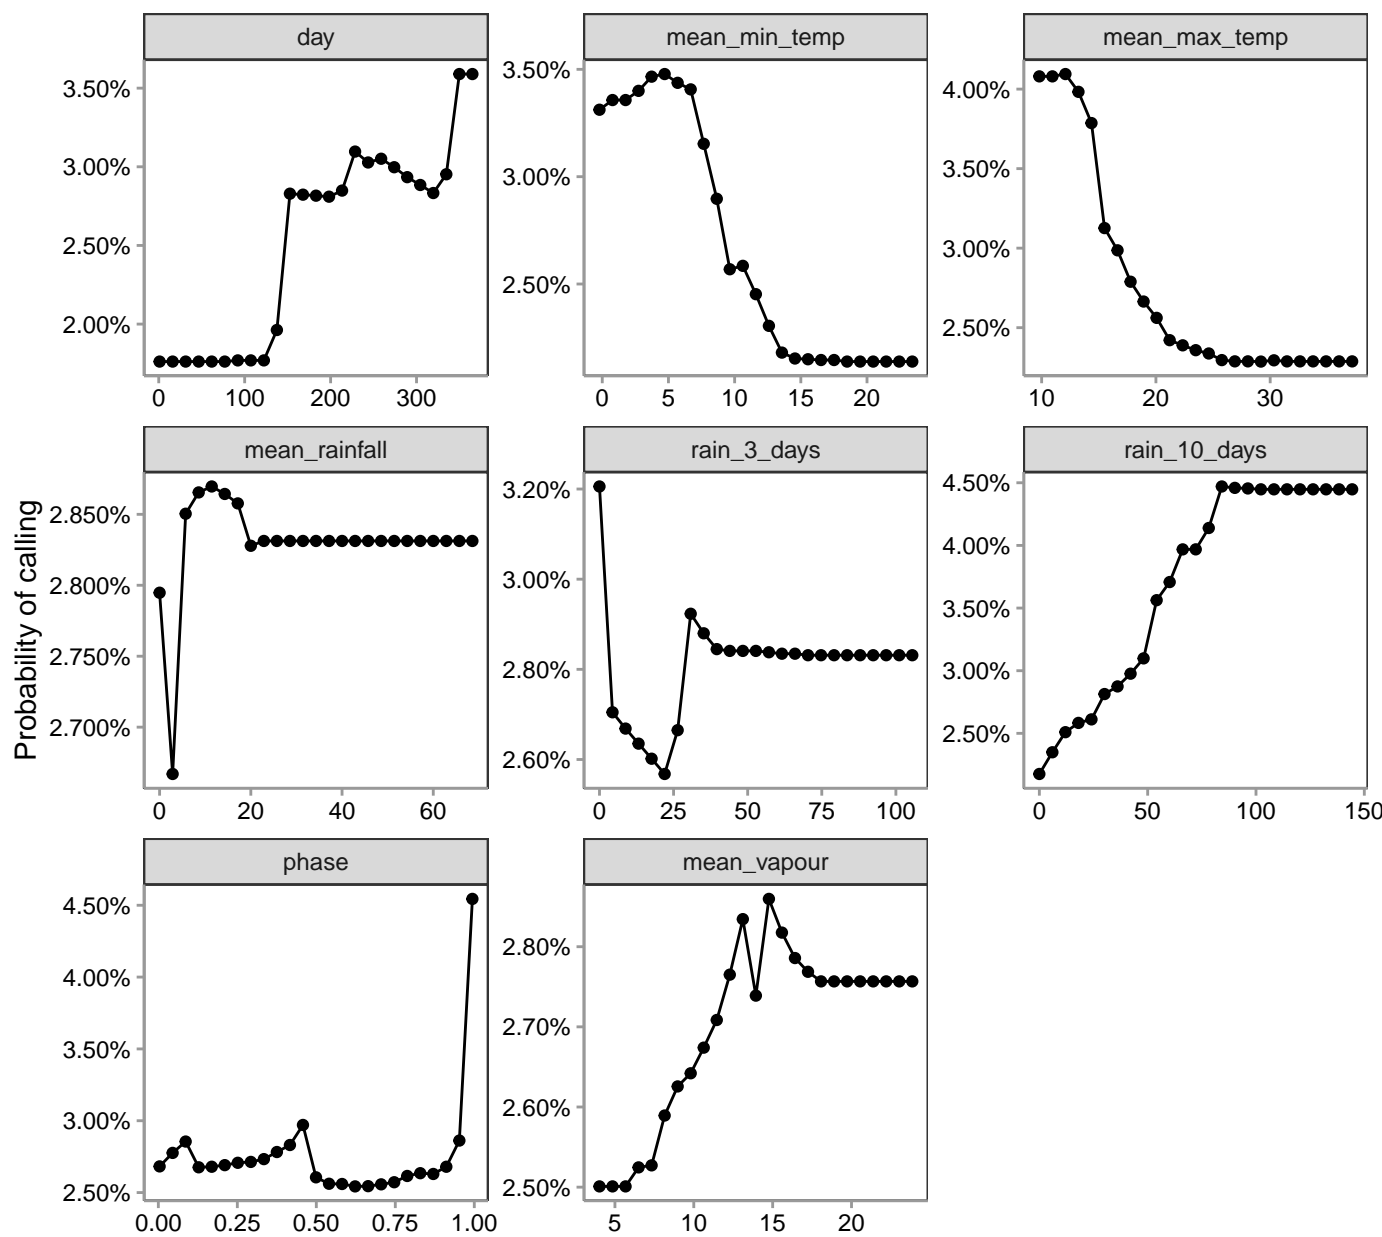 day
3.50%
3.00%
2.50%
2.00%
0 100 200 300
mean_min_temp
3.50%
3.00%
2.50%
0 5 10 15 20
mean_max_temp
4.00%
3.50%
3.00%
2.50%
10 20 30
Probability of calling
mean_rainfall
2.850%
2.800%
2.750%
2.700%
0 20 40 60
rain_3_days
3.20%
3.00%
2.80%
2.60%
0 25 50 75 100
rain_10_days
4.50%
4.00%
3.50%
3.00%
2.50%
0 50 100 150
phase
4.50%
4.00%
3.50%
3.00%
2.50%
0.00 0.25 0.50 0.75 1.00
mean_vapour
2.80%
2.70%
2.60%
2.50%
5 10 15 20